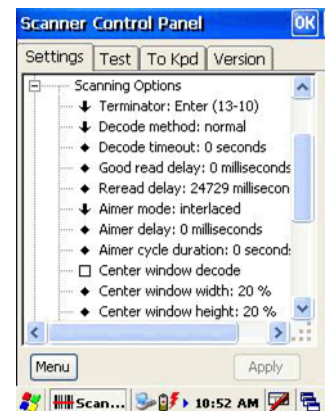 Scanner Control Panel OK
Settings Test To Kpd Version
Scanning Options
Terminator: Enter (13-10)
Decode method: normal
Decode timeout: 0 seconds
Good read delay: 0 milliseconds
Reread delay: 24729 millisecon
Aimer mode: interlaced
Aimer delay: 0 milliseconds
Aimer cycle duration: 0 second:
Center window decode
Center window width: 20 %
Center window height: 20 %
Menu Apply
Scan... 10:52 AM